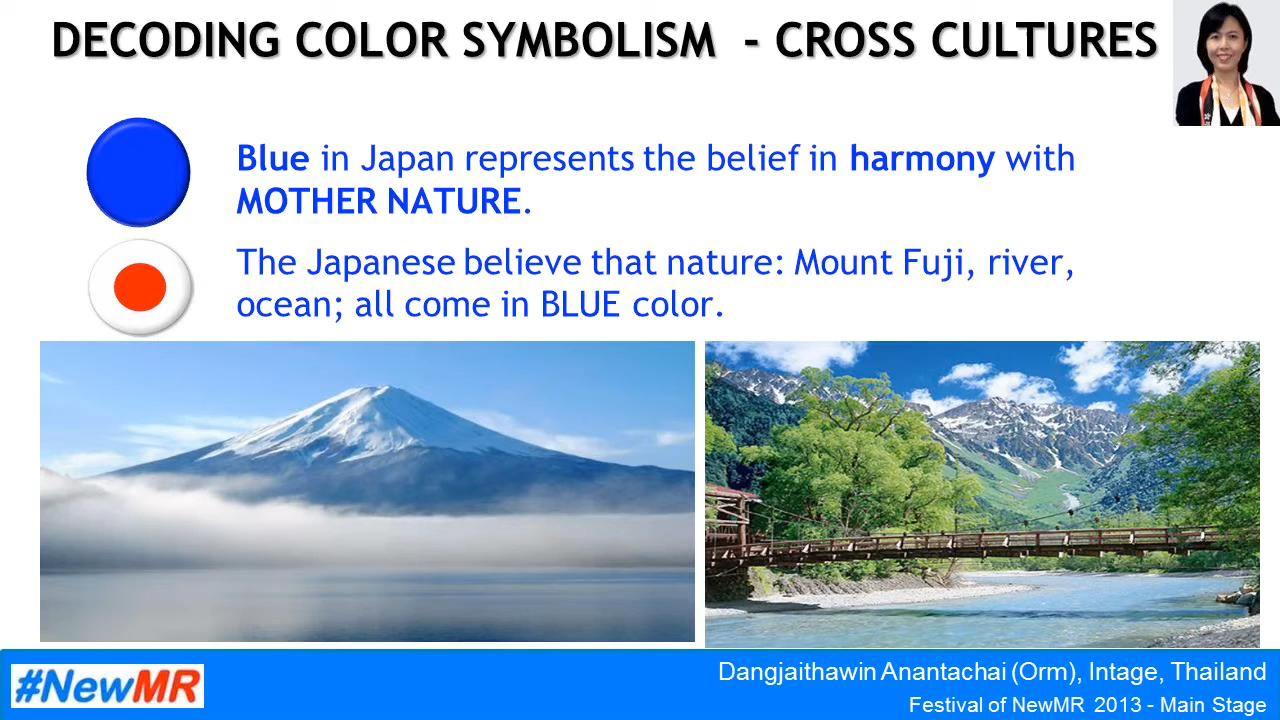 DECODING COLOR SYMBOLISM - CROSS CULTURES
Blue in Japan represents the belief in harmony with
MOTHER NATURE.
The Japanese believe that nature: Mount Fuji, river,
ocean; all come in BLUE color.
#NewMR
Dangjaithawin Anantachai (Orm), Intage, Thailand
Festival of NewMR 2013 - Main Stage